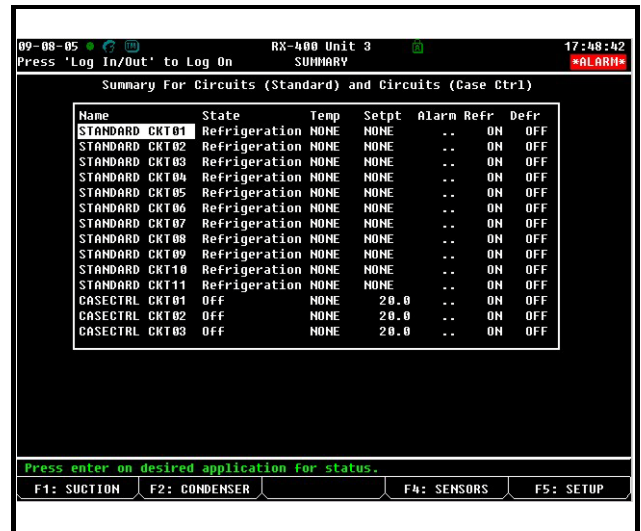 09-08-05 RX-400 Unit 3 17:48:42
Press 'Log In/Out' to Log On SUMMARY *ALARM*
Summary For Circuits (Standard) and Circuits (Case Ctrl)
Name State Temp Setpt Alarm Refr Defr
STANDARD CKT01 Refrigeration NONE NONE .. ON OFF
STANDARD CKT02 Refrigeration NONE NONE .. ON OFF
STANDARD CKT03 Refrigeration NONE NONE .. ON OFF
STANDARD CKT04 Refrigeration NONE NONE .. ON OFF
STANDARD CKT05 Refrigeration NONE NONE .. ON OFF
STANDARD CKT06 Refrigeration NONE NONE .. ON OFF
STANDARD CKT07 Refrigeration NONE NONE .. ON OFF
STANDARD CKT08 Refrigeration NONE NONE .. ON OFF
STANDARD CKT09 Refrigeration NONE NONE .. ON OFF
STANDARD CKT10 Refrigeration NONE NONE .. ON OFF
STANDARD CKT11 Refrigeration NONE NONE .. ON OFF
CASECTRL CKT01 Off NONE 20.0 .. ON OFF
CASECTRL CKT02 Off NONE 20.0 .. ON OFF
CASECTRL CKT03 Off NONE 20.0 .. ON OFF
Press enter on desired application for status.
F1: SUCTION F2: CONDENSER F4: SENSORS F5: SETUP